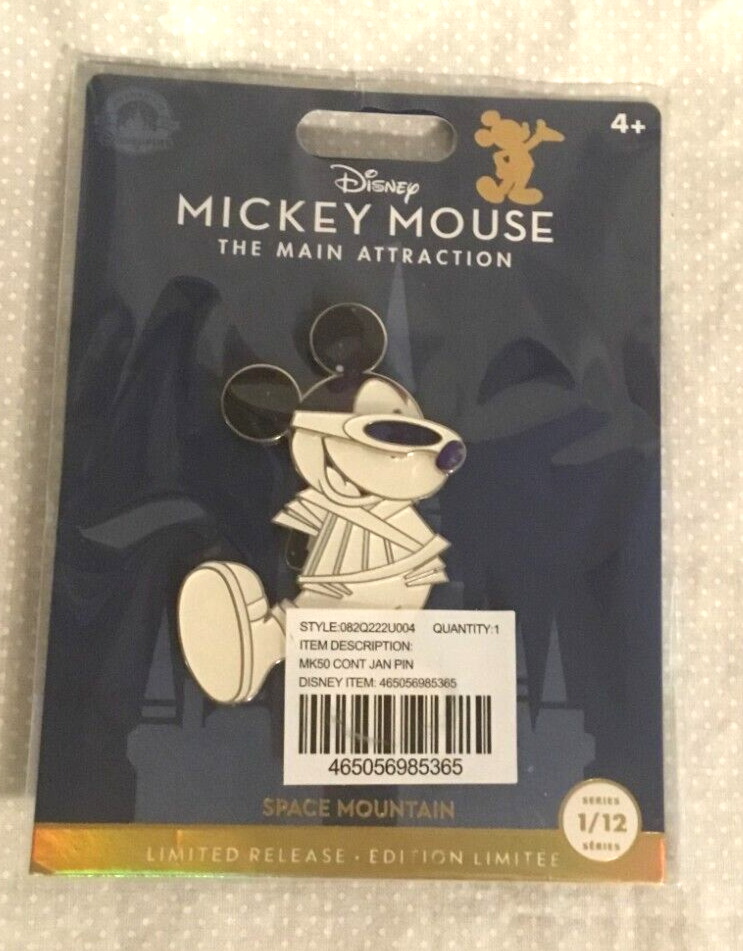 4+
Disney
MICKEY MOUSE
THE MAIN ATTRACTION
STYLE:082Q222U004 QUANTITY:1
ITEM DESCRIPTION:
MK50 CONT JAN PIN
DISNEY ITEM: 465056985365
465056985365
SPACE MOUNTAIN
SERIES
1/12
SÉRIES
LIMITED RELEASE · EDITION LIMITÉE